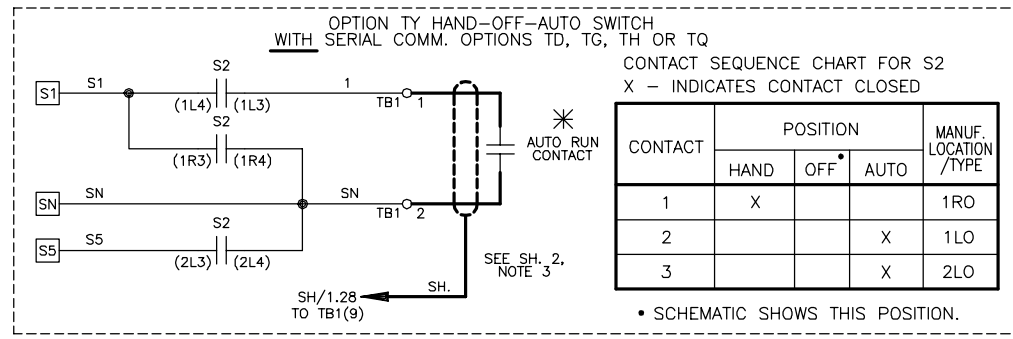 OPTION TY HAND-OFF-AUTO SWITCH
WITH SERIAL COMM. OPTIONS TD, TG, TH OR TQ
S1
S1
S2
(1L4)
(1L3)
1
TB1
1
S2
(1R3)
(1R4)
AUTO RUN
CONTACT
SN
SN
SN
TB1
2
S2
S5
S5
(2L3)
(2L4)
SEE SH. 2,
NOTE 3
SH.
SH/1.28
TO TB1(9)
CONTACT SEQUENCE CHART FOR S2
X - INDICATES CONTACT CLOSED
CONTACT
POSITION
MANUF.
LOCATION
/TYPE
HAND
OFF•
AUTO
1
X
1RO
2
X
1LO
3
X
2LO
• SCHEMATIC SHOWS THIS POSITION.